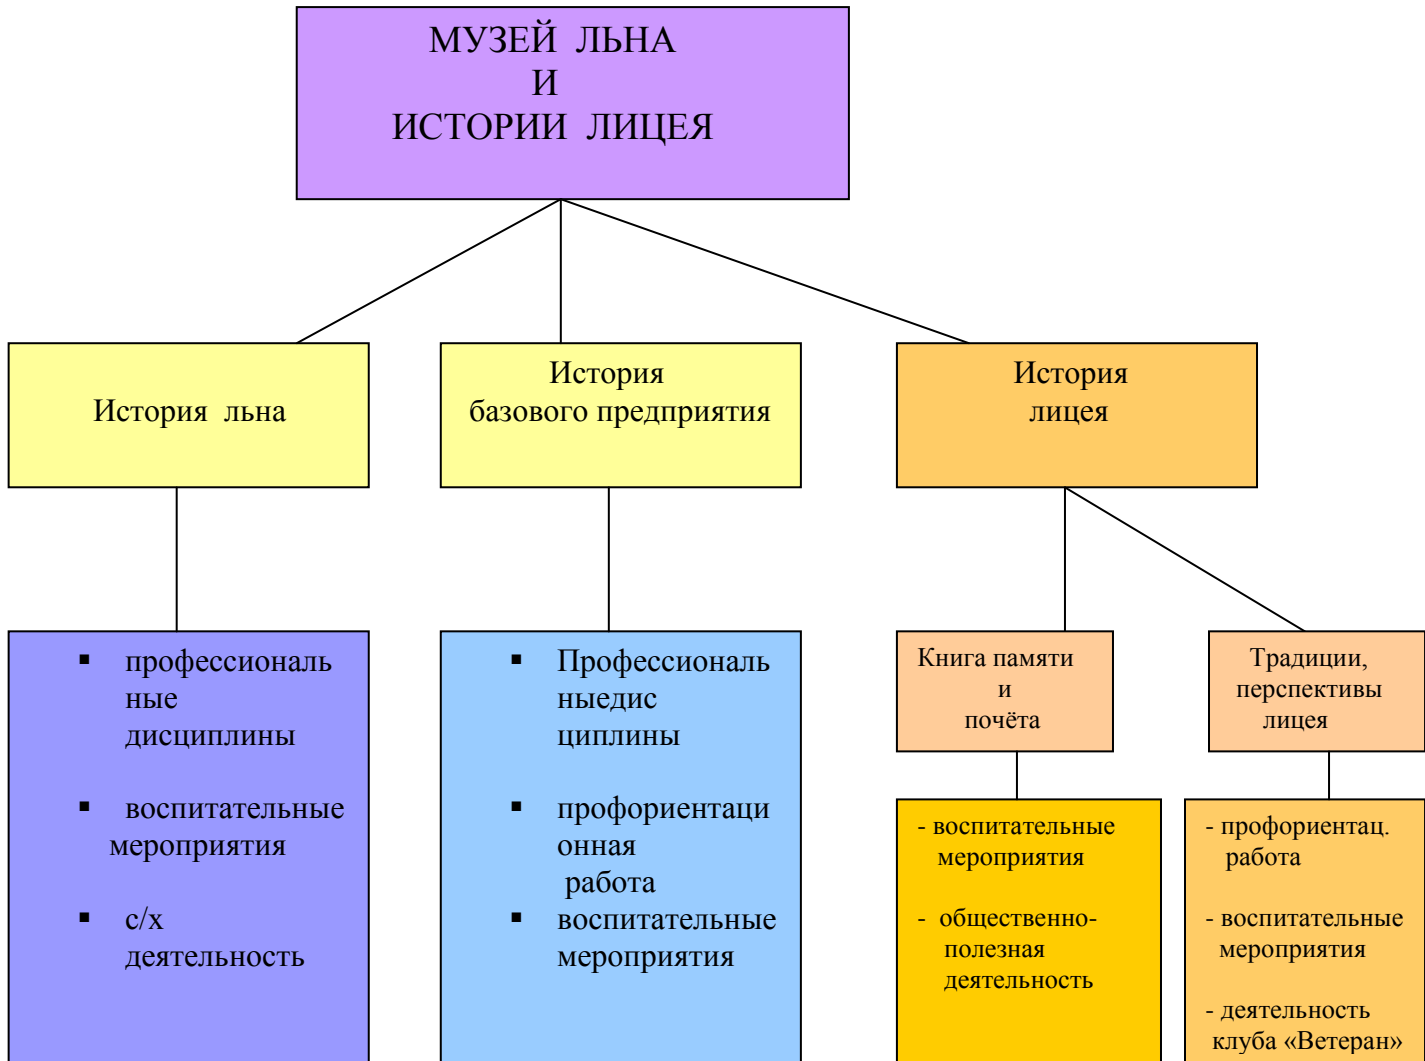 МУЗЕЙ ЛЬНА
И
ИСТОРИИ ЛИЦЕЯ
История льна
История
базового предприятия
История
лицея
▪ профессиональ
ные
дисциплины
▪ воспитательные
мероприятия
▪ с/х
деятельность
▪ Профессиональ
ныедис
циплины
▪ профориентаци
онная
работа
▪ воспитательные
мероприятия
Книга памяти
и
почёта
Традиции,
перспективы
лицея
- воспитательные
мероприятия
- общественно-
полезная
деятельность
- профориентац.
работа
- воспитательные
мероприятия
- деятельность
клуба «Ветеран»